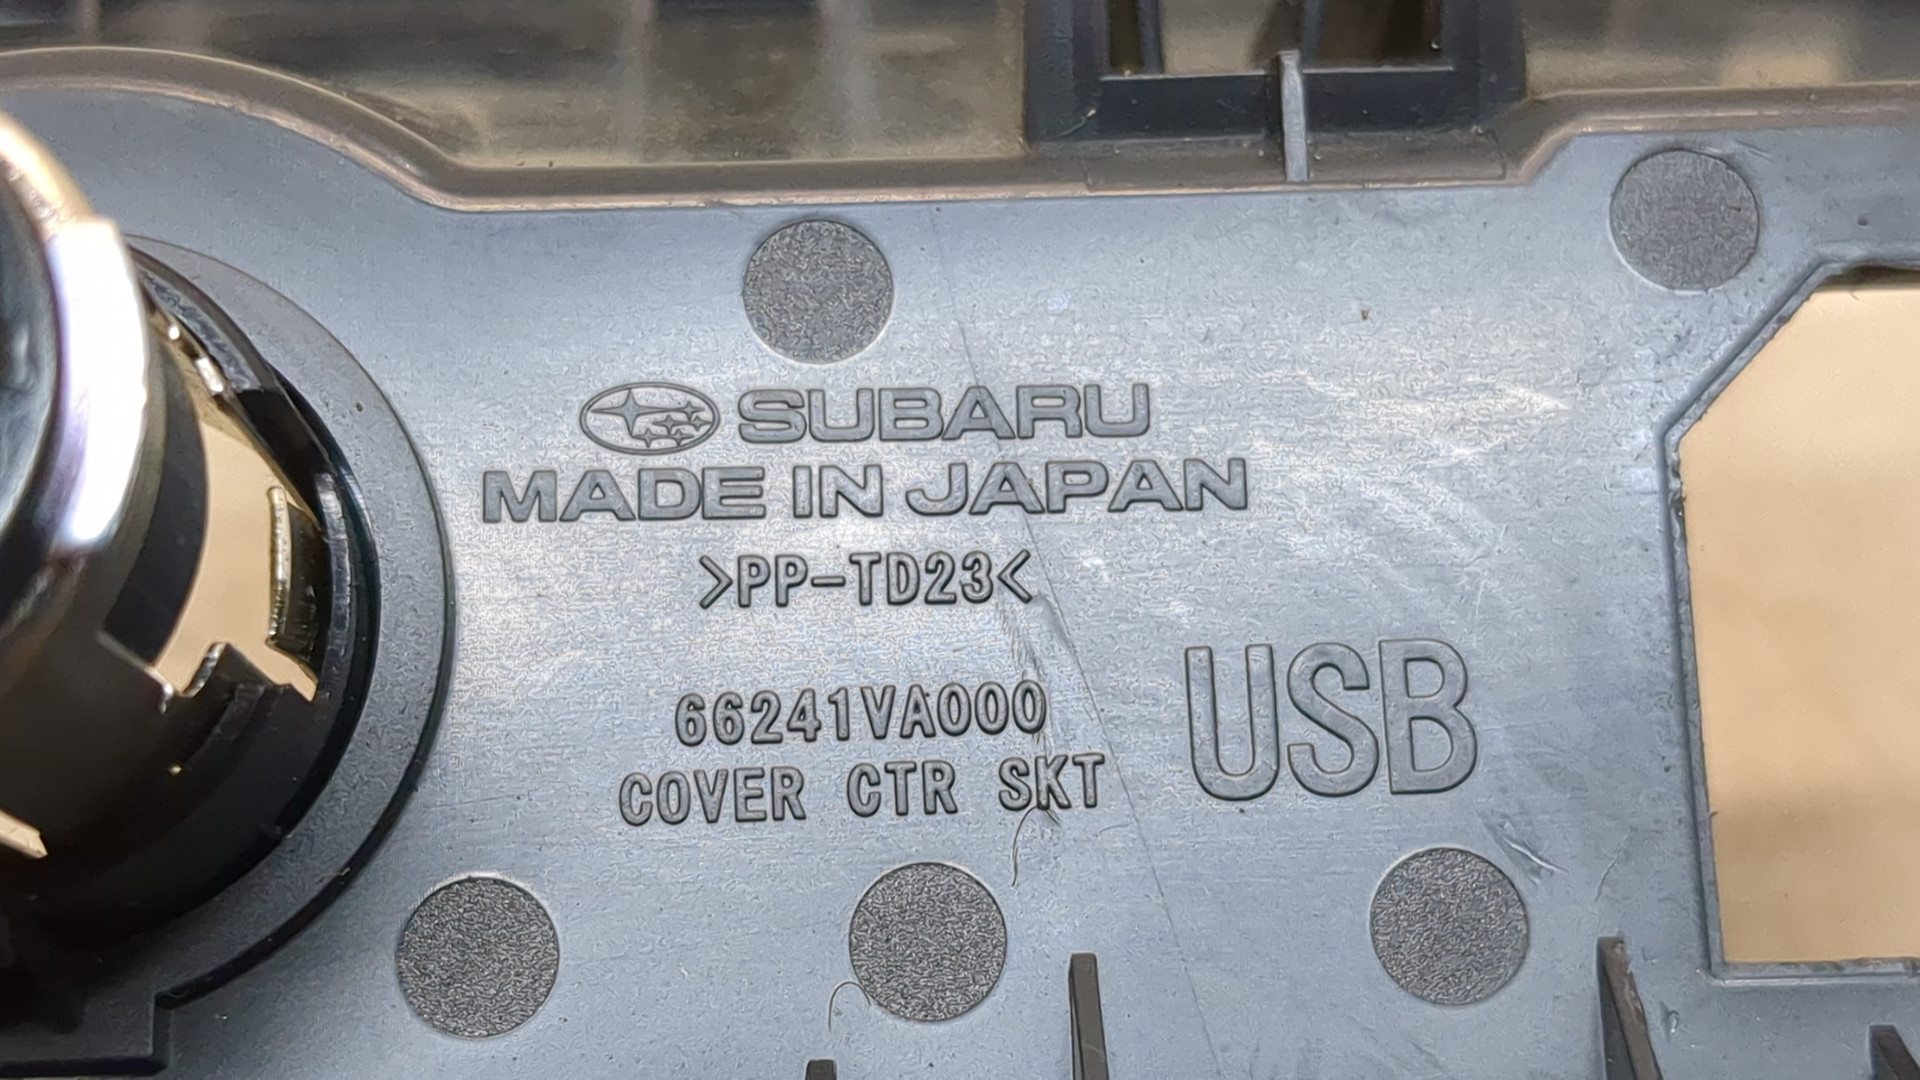 SUBARU
MADE IN JAPAN
>PP-TD23<
66241VA000
COVER CTR SKT
USB